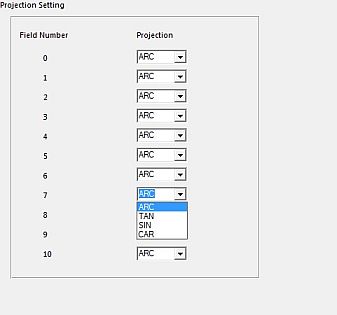 Projection Setting
Field Number Projection
0 ARC
1 ARC
2 ARC
3 ARC
4 ARC
5 ARC
6 ARC
7 ARC
ARC
8 TAN
SIN
9 CAR
10 ARC